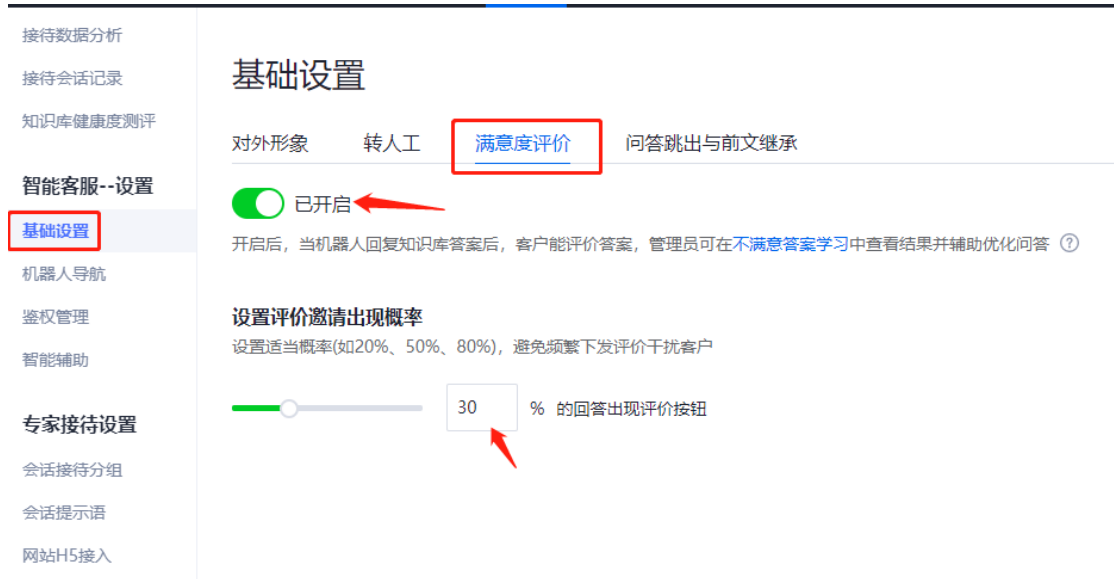 接待数据分析
接待会话记录
知识库健康度测评
智能客服--设置
基础设置
机器人导航
鉴权管理
智能辅助
专家接待设置
会话接待分组
会话提示语
网站H5接入
基础设置
对外形象 转人工 满意度评价 问答跳出与前文继承
已开启
开启后，当机器人回复知识库答案后，客户能评价答案，管理员可在不满意答案学习中查看结果并辅助优化问答 ?
设置评价邀请出现概率
设置适当概率(如20%、50%、80%)，避免频繁下发评价干扰客户
30 % 的回答出现评价按钮